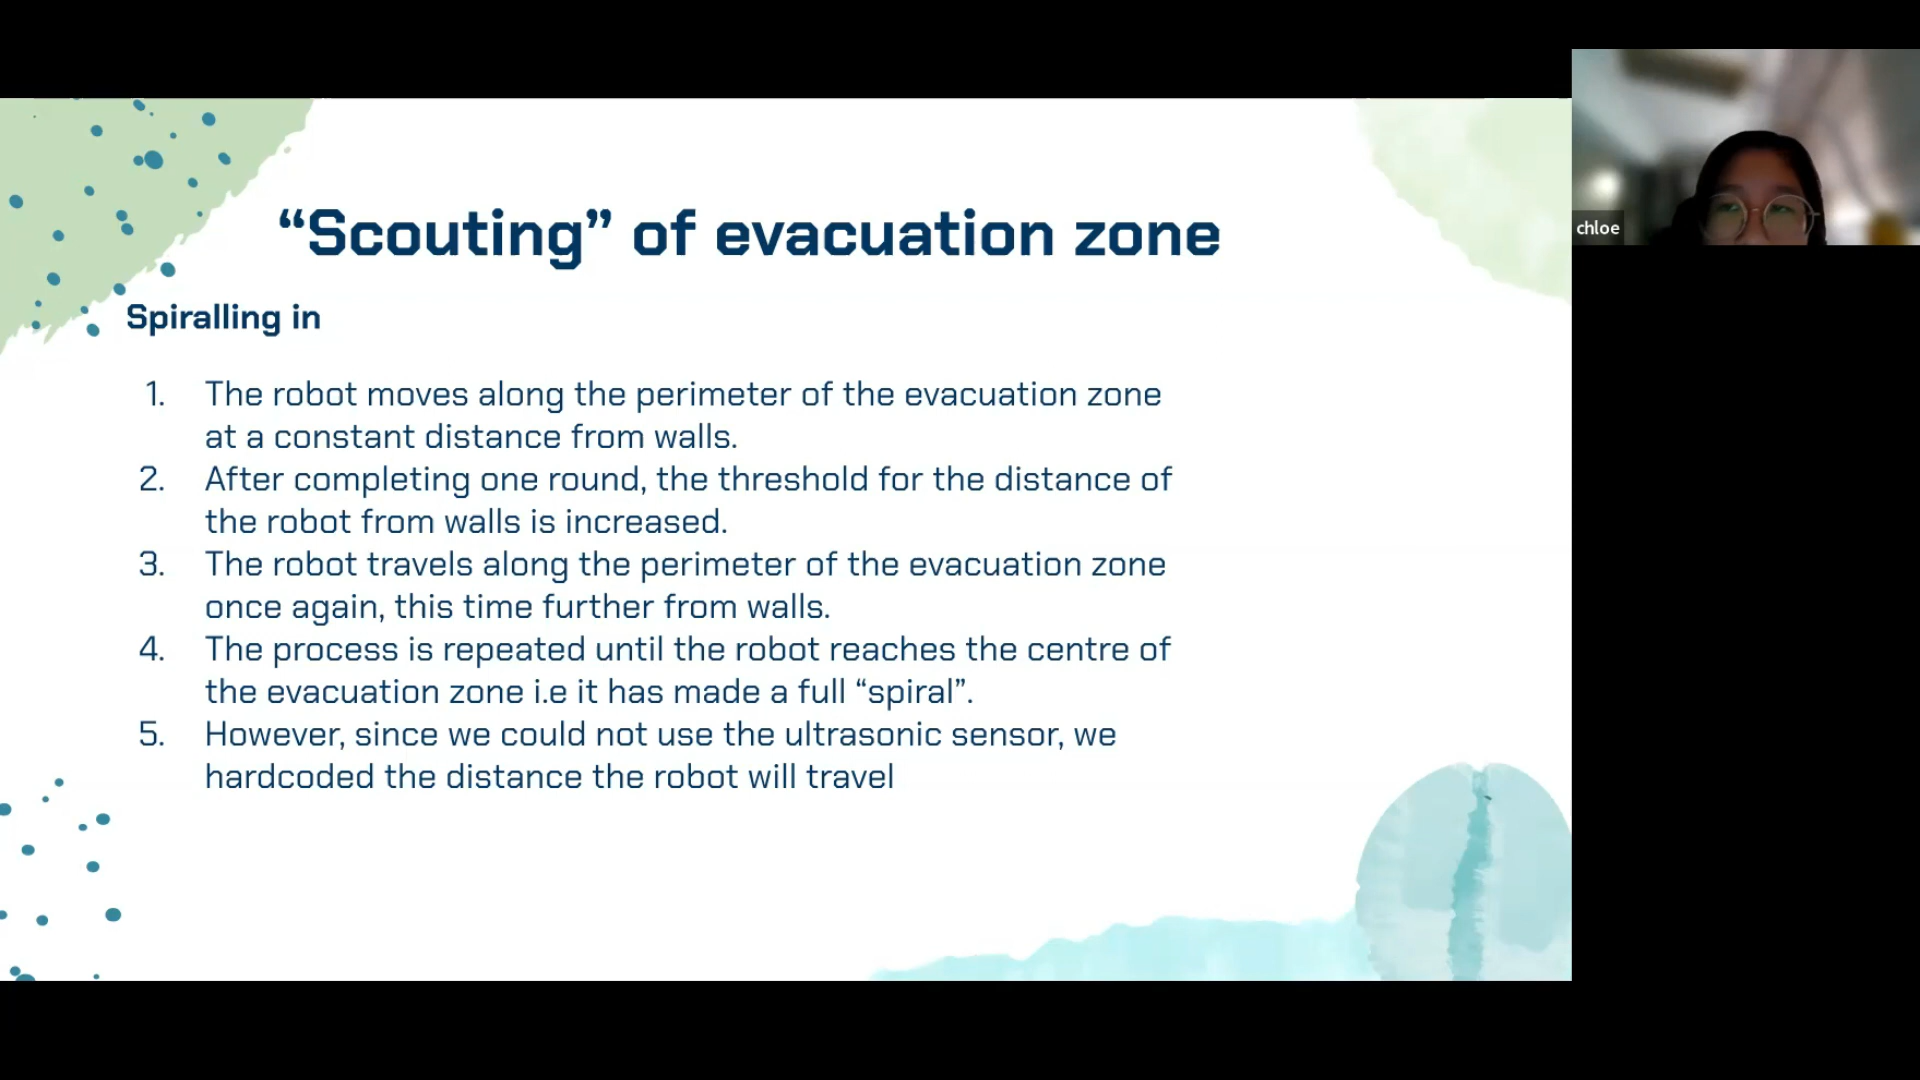 “Scouting” of evacuation zone
Spiralling in
1. The robot moves along the perimeter of the evacuation zone
at a constant distance from walls.
2. After completing one round, the threshold for the distance of
the robot from walls is increased.
3. The robot travels along the perimeter of the evacuation zone
once again, this time further from walls.
4. The process is repeated until the robot reaches the centre of
the evacuation zone i.e it has made a full “spiral”.
5. However, since we could not use the ultrasonic sensor, we
hardcoded the distance the robot will travel
chloe